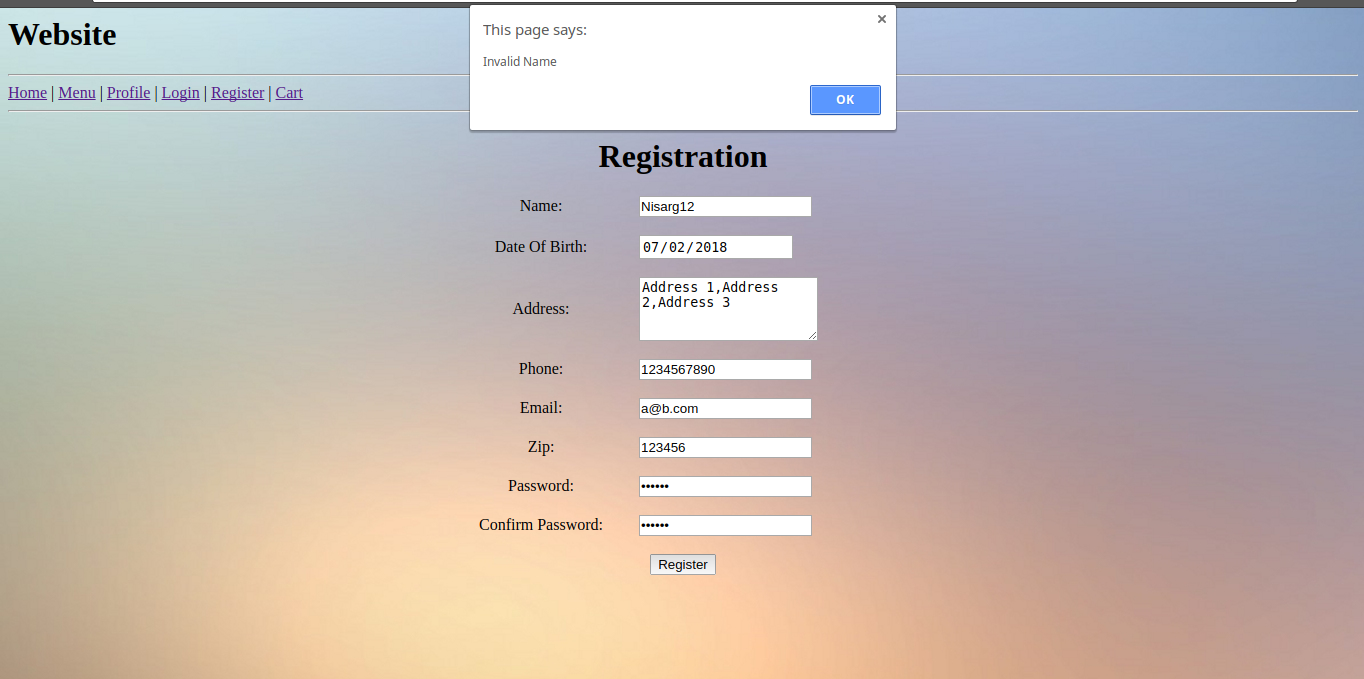 Website
This page says:
Invalid Name
OK
Home | Menu | Profile | Login | Register | Cart
Registration
Name: Nisarg12
Date Of Birth: 07/02/2018
Address: Address 1,Address
2,Address 3
Phone: 1234567890
Email: a@b.com
Zip: 123456
Password: ••••••
Confirm Password: ••••••
Register